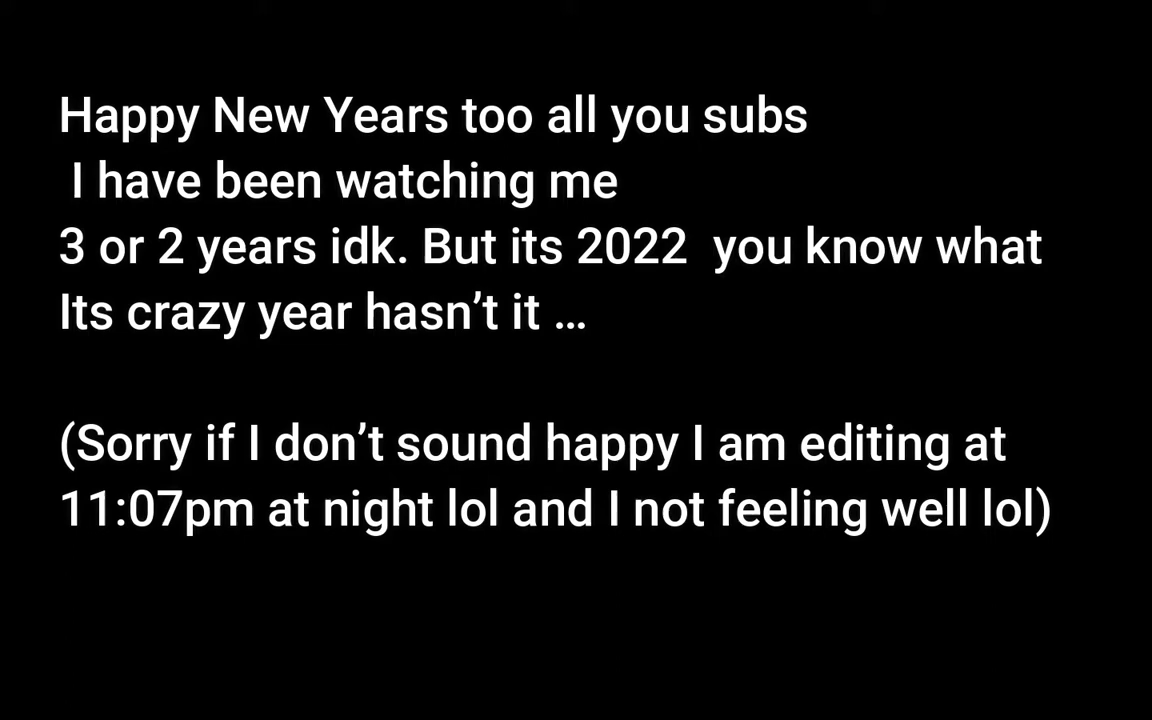 Happy New Years too all you subs
I have been watching me
3 or 2 years idk. But its 2022  you know what
Its crazy year hasn’t it ...
(Sorry if I don’t sound happy I am editing at
11:07pm at night lol and I not feeling well lol)